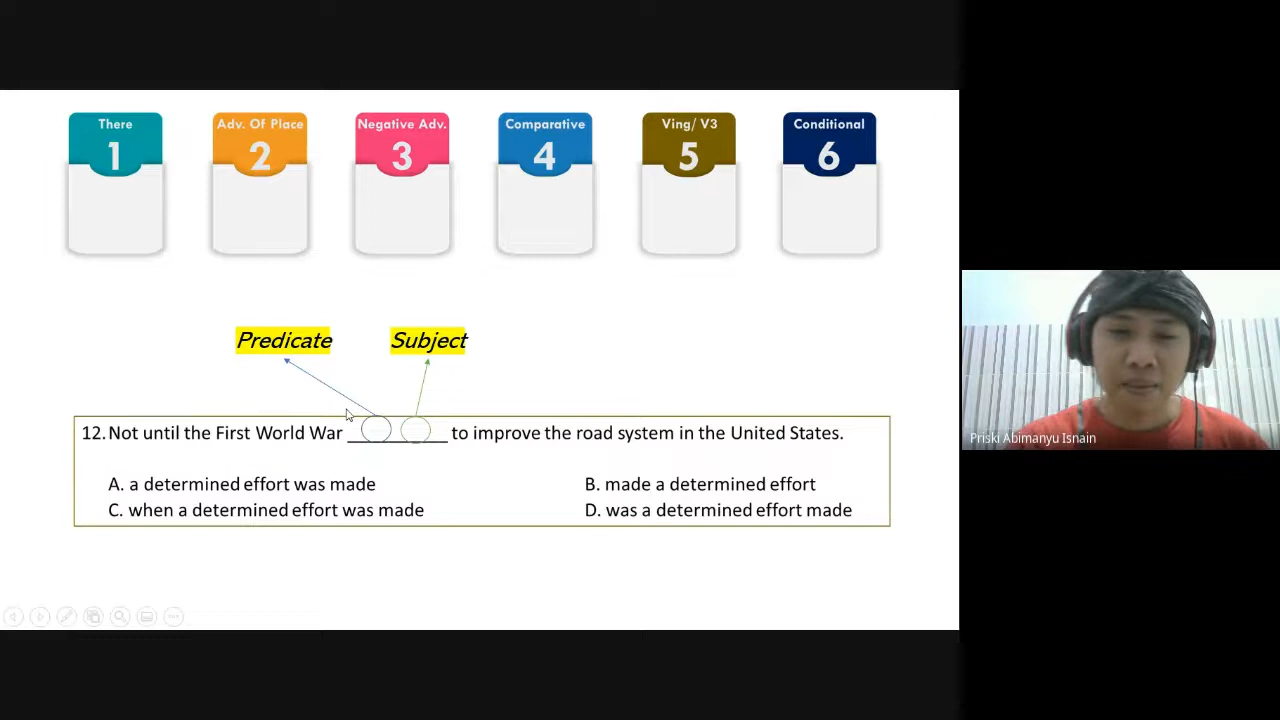 There
Adv. Of Place
Negative Adv.
Comparative
Ving/ V3
Conditional
1
2
3
4
5
6
Predicate
Subject
12. Not until the First World War __________ to improve the road system in the United States.
A. a determined effort was made
B. made a determined effort
C. when a determined effort was made
D. was a determined effort made
Priski Abimanyu Isnain